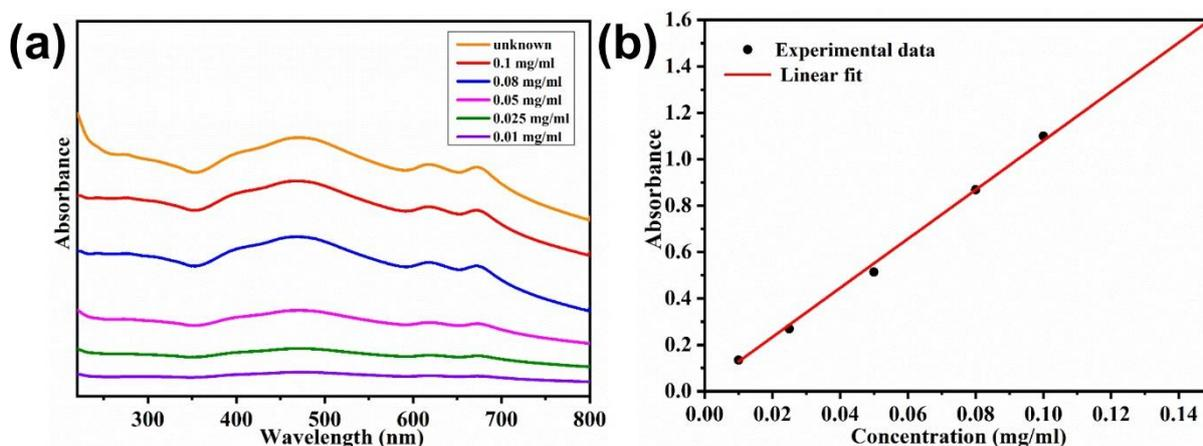 (a)
unknown
0.1 mg/ml
0.08 mg/ml
0.05 mg/ml
0.025 mg/ml
0.01 mg/ml
Absorbance
300 400 500 600 700 800
Wavelength (nm)
(b)
Experimental data
Linear fit
1.6
1.4
1.2
1.0
0.8
0.6
0.4
0.2
0.0
Absorbance
0.00 0.02 0.04 0.06 0.08 0.10 0.12 0.14
Concentration (mg/ml)